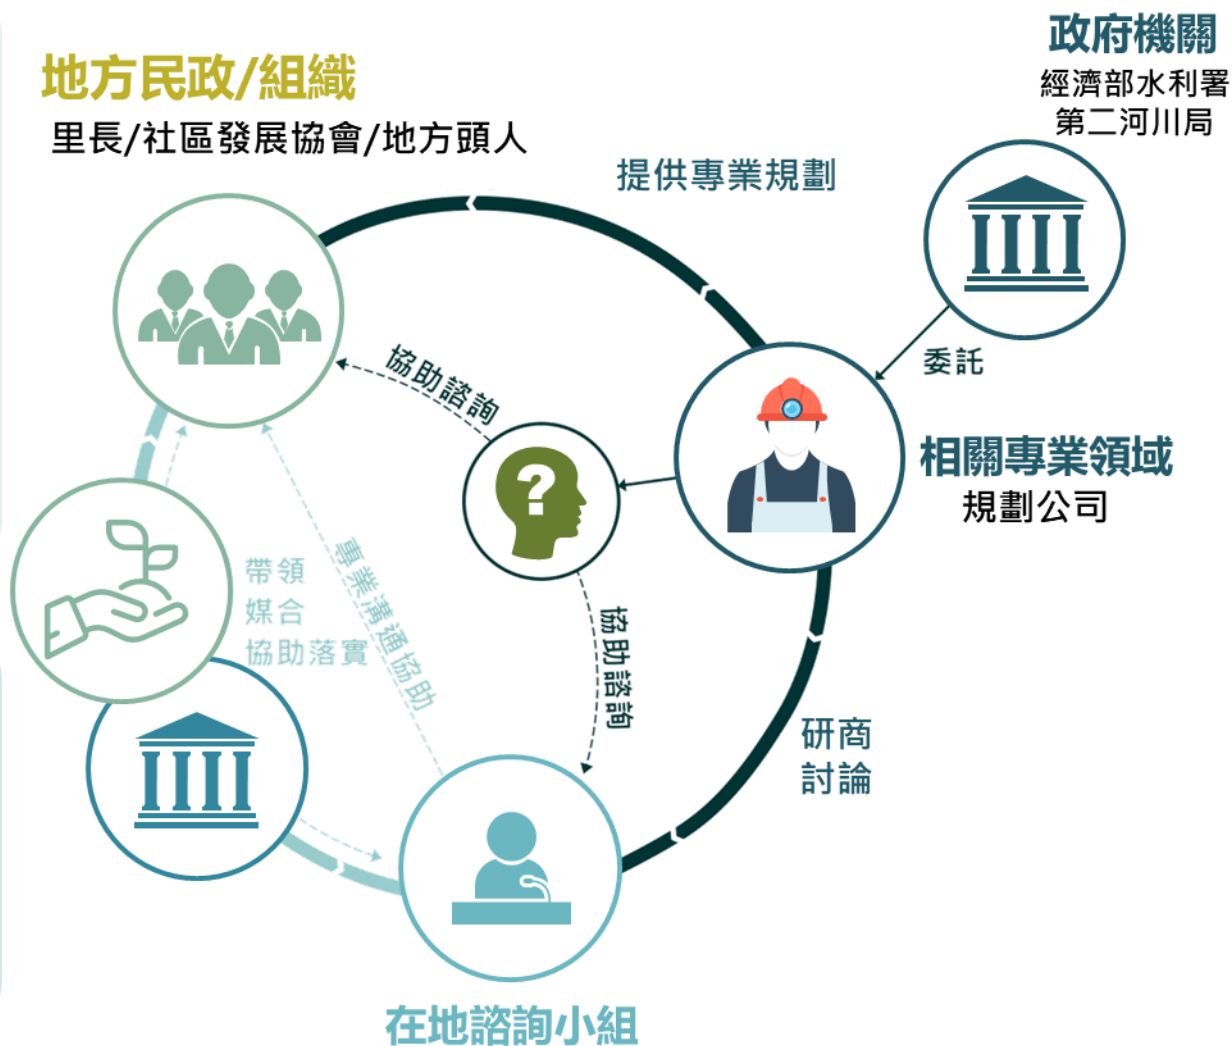 政府機關
經濟部水利署
第二河川局
地方民政/組織
里長/社區發展協會/地方頭人
提供專業規劃
委託
協助諮詢
相關專業領域
規劃公司
?
帶領
媒合
協助落實
專業溝通協助
協助諮詢
研商
討論
在地諮詢小組